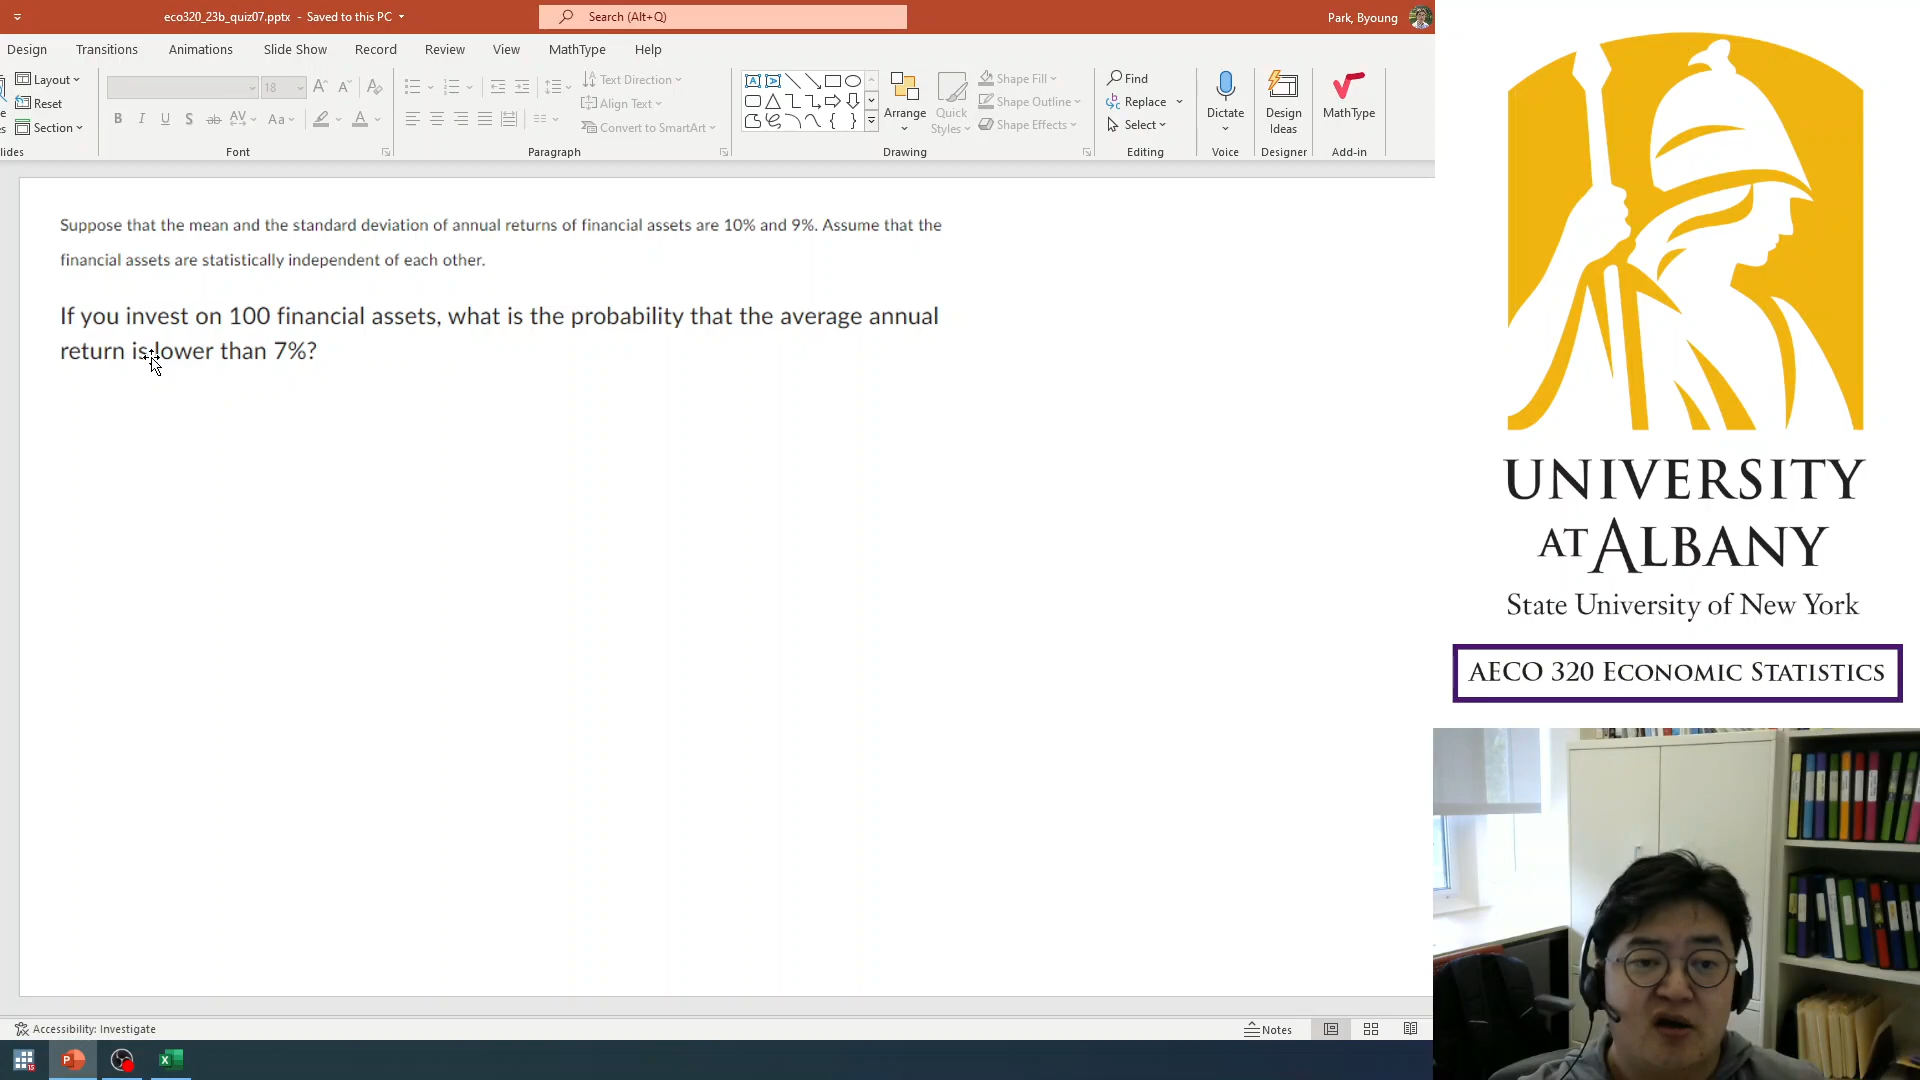 eco320_23b_quiz07.pptx - Saved to this PC
Search (Alt+Q)
Park, Byoung
Design Transitions Animations Slide Show Record Review View MathType Help
Layout
Reset
Section
lides
18
Font
Text Direction
Align Text
Convert to SmartArt
Paragraph
Arrange
Quick Styles
Shape Fill
Shape Outline
Shape Effects
Drawing
Find
Replace
Select
Editing
Dictate
Voice
Design Ideas
Designer
MathType
Add-in
Suppose that the mean and the standard deviation of annual returns of financial assets are 10% and 9%. Assume that the
financial assets are statistically independent of each other.
If you invest on 100 financial assets, what is the probability that the average annual
return is lower than 7%?
UNIVERSITY
AT ALBANY
State University of New York
AECO 320 ECONOMIC STATISTICS
Accessibility: Investigate
Notes